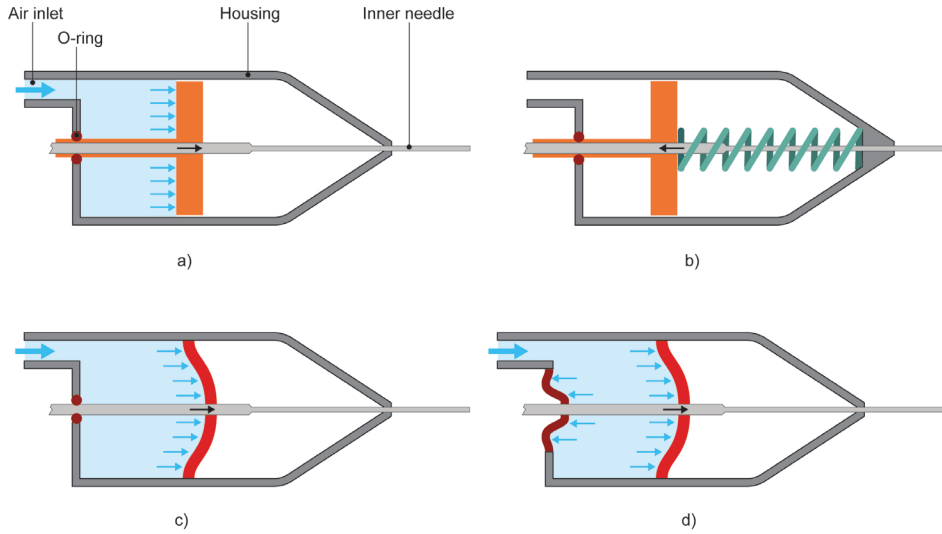 Air inlet
Housing
Inner needle
O-ring
a)
b)
c)
d)